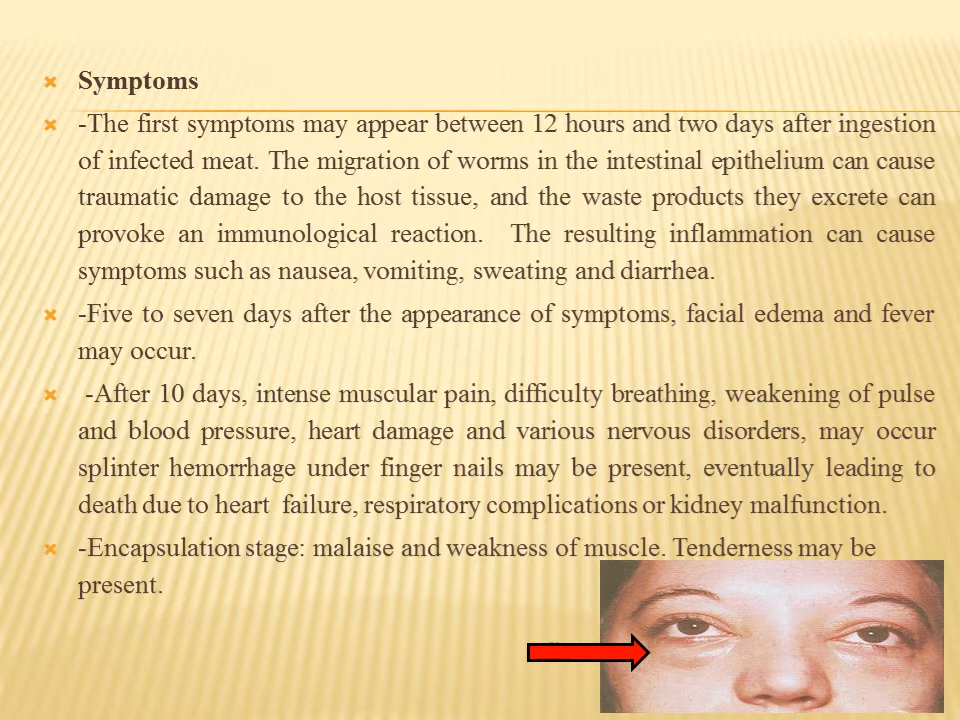 Symptoms
-The first symptoms may appear between 12 hours and two days after ingestion
of infected meat. The migration of worms in the intestinal epithelium can cause
traumatic damage to the host tissue, and the waste products they excrete can
provoke an immunological reaction. The resulting inflammation can cause
symptoms such as nausea, vomiting, sweating and diarrhea.
-Five to seven days after the appearance of symptoms, facial edema and fever
may occur.
-After 10 days, intense muscular pain, difficulty breathing, weakening of pulse
and blood pressure, heart damage and various nervous disorders, may occur
splinter hemorrhage under finger nails may be present, eventually leading to
death due to heart failure, respiratory complications or kidney malfunction.
-Encapsulation stage: malaise and weakness of muscle. Tenderness may be
present.